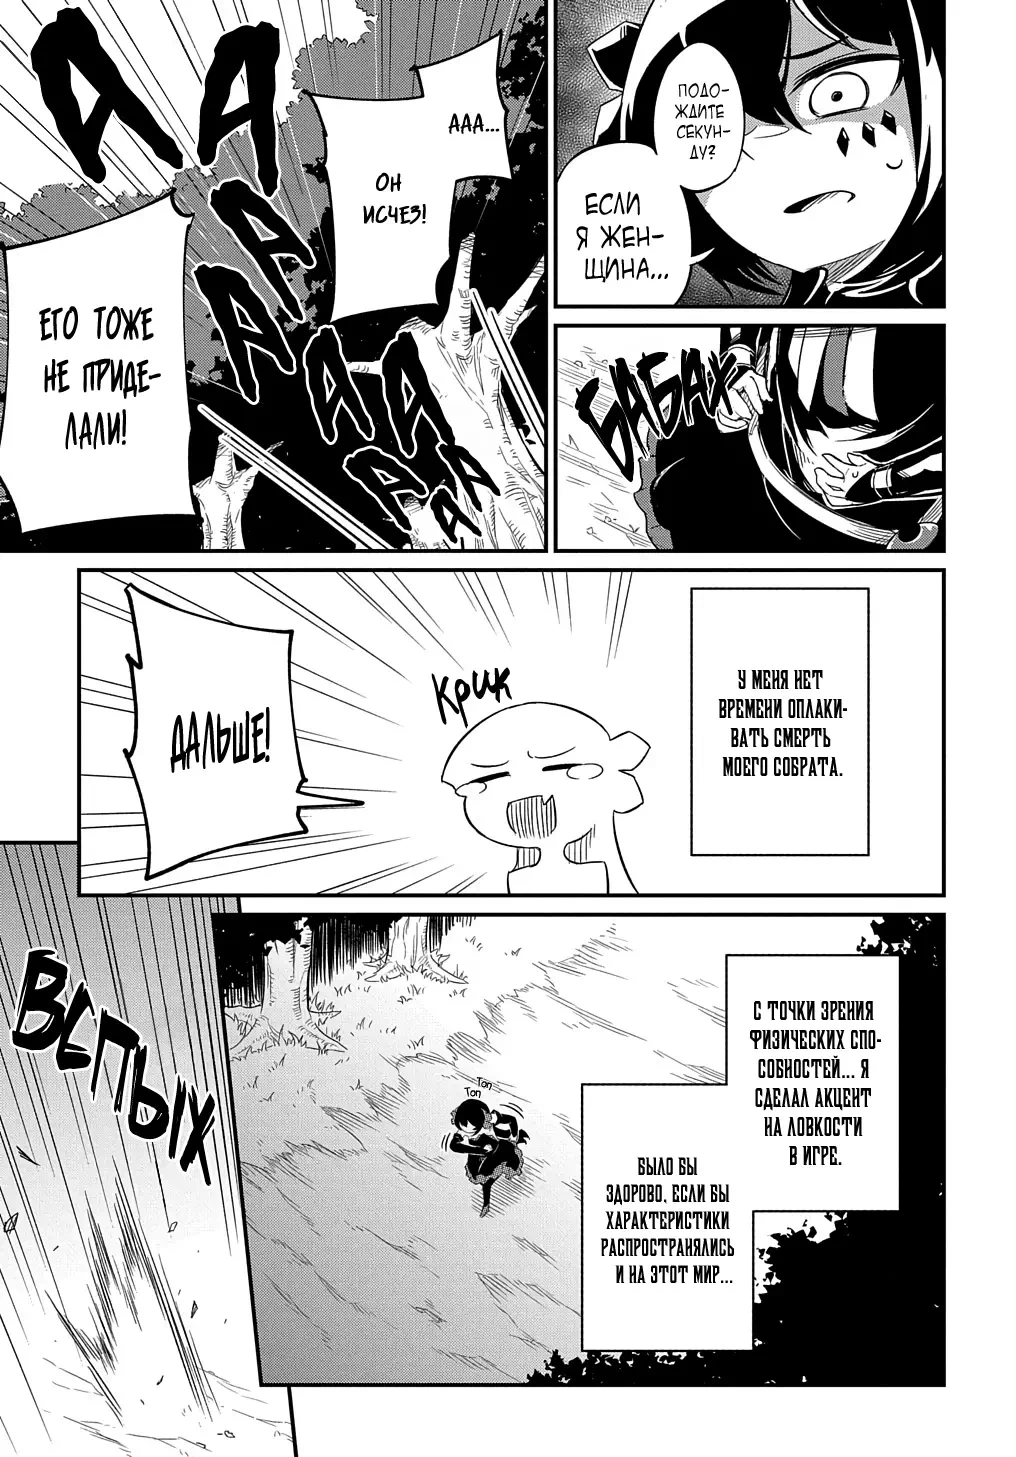 ПОДО-
ЖДИТЕ
СЕКУН-
ДУ?
ЕСЛИ
Я ЖЕН-
ЩИНА...
БАБАХ
ААА...
ОН
ИСЧЕЗ!
А А А А А А А А А А А А
ЕГО ТОЖЕ
НЕ ПРИДЕ-
ЛАЛИ!
У МЕНЯ НЕТ
ВРЕМЕНИ ОПЛАКИ-
ВАТЬ СМЕРТЬ
МОЕГО СОБРАТА.
Крик
ДАЛЬШЕ!
С ТОЧКИ ЗРЕНИЯ
ФИЗИЧЕСКИХ СПО-
СОБНОСТЕЙ... Я
СДЕЛАЛ АКЦЕНТ
НА ЛОВКОСТИ
В ИГРЕ.
Топ
Топ
БЫЛО БЫ
ЗДОРОВО, ЕСЛИ БЫ
ХАРАКТЕРИСТИКИ
РАСПРОСТРАНЯЛИСЬ
И НА ЭТОТ МИР...
ВСПЫХ